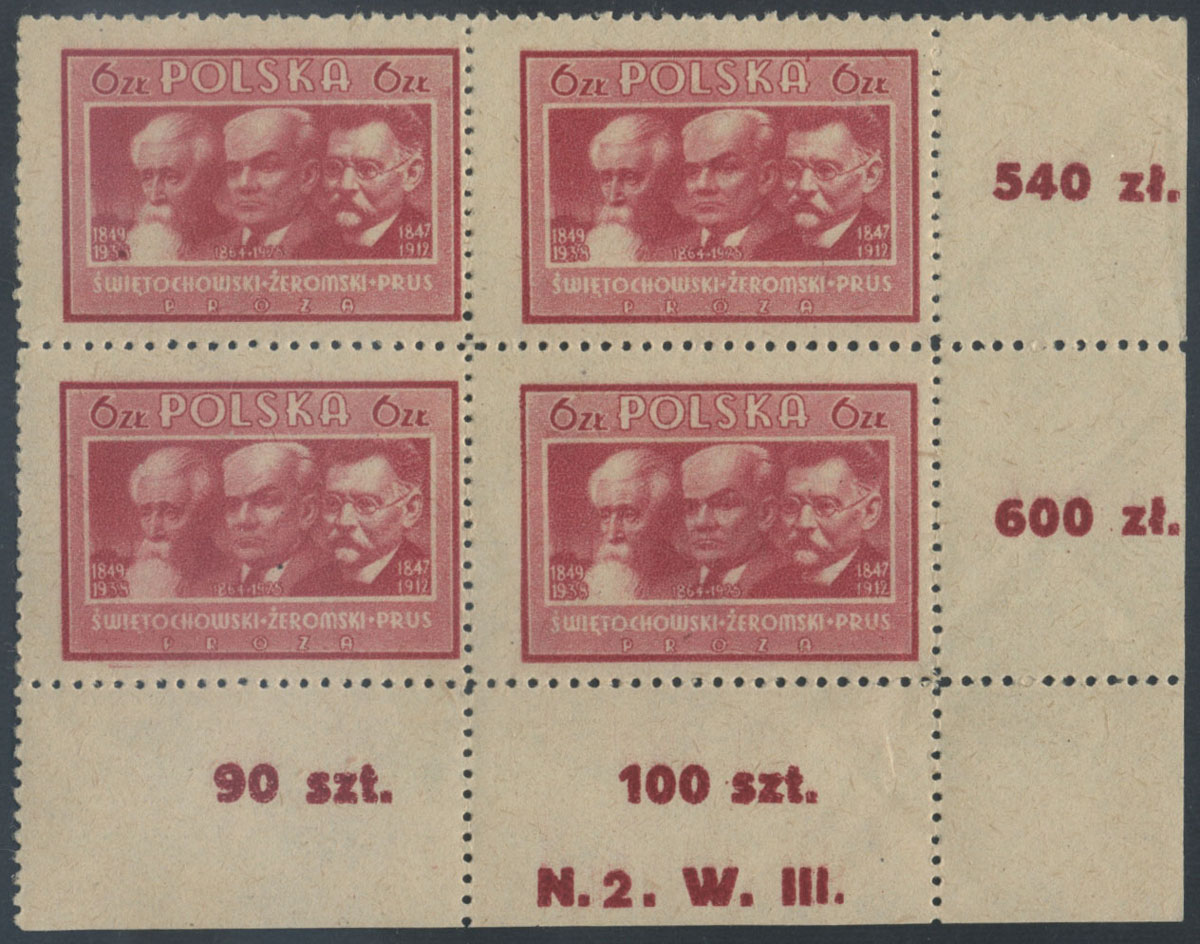 6zł POLSKA 6zł
1849 1938
1864-1925
1847 1912
ŚWIĘTOCHOWSKI·ŻEROMSKI·PRUS
PROZA
6zł POLSKA 6zł
1849 1938
1864-1925
1847 1912
ŚWIĘTOCHOWSKI·ŻEROMSKI·PRUS
PROZA
540 zł.
6zł POLSKA 6zł
1849 1938
1864-1925
1847 1912
ŚWIĘTOCHOWSKI·ŻEROMSKI·PRUS
PROZA
6zł POLSKA 6zł
1849 1938
1864-1925
1847 1912
ŚWIĘTOCHOWSKI·ŻEROMSKI·PRUS
PROZA
600 zł.
90 szt.
100 szt.
N.2. W. III.